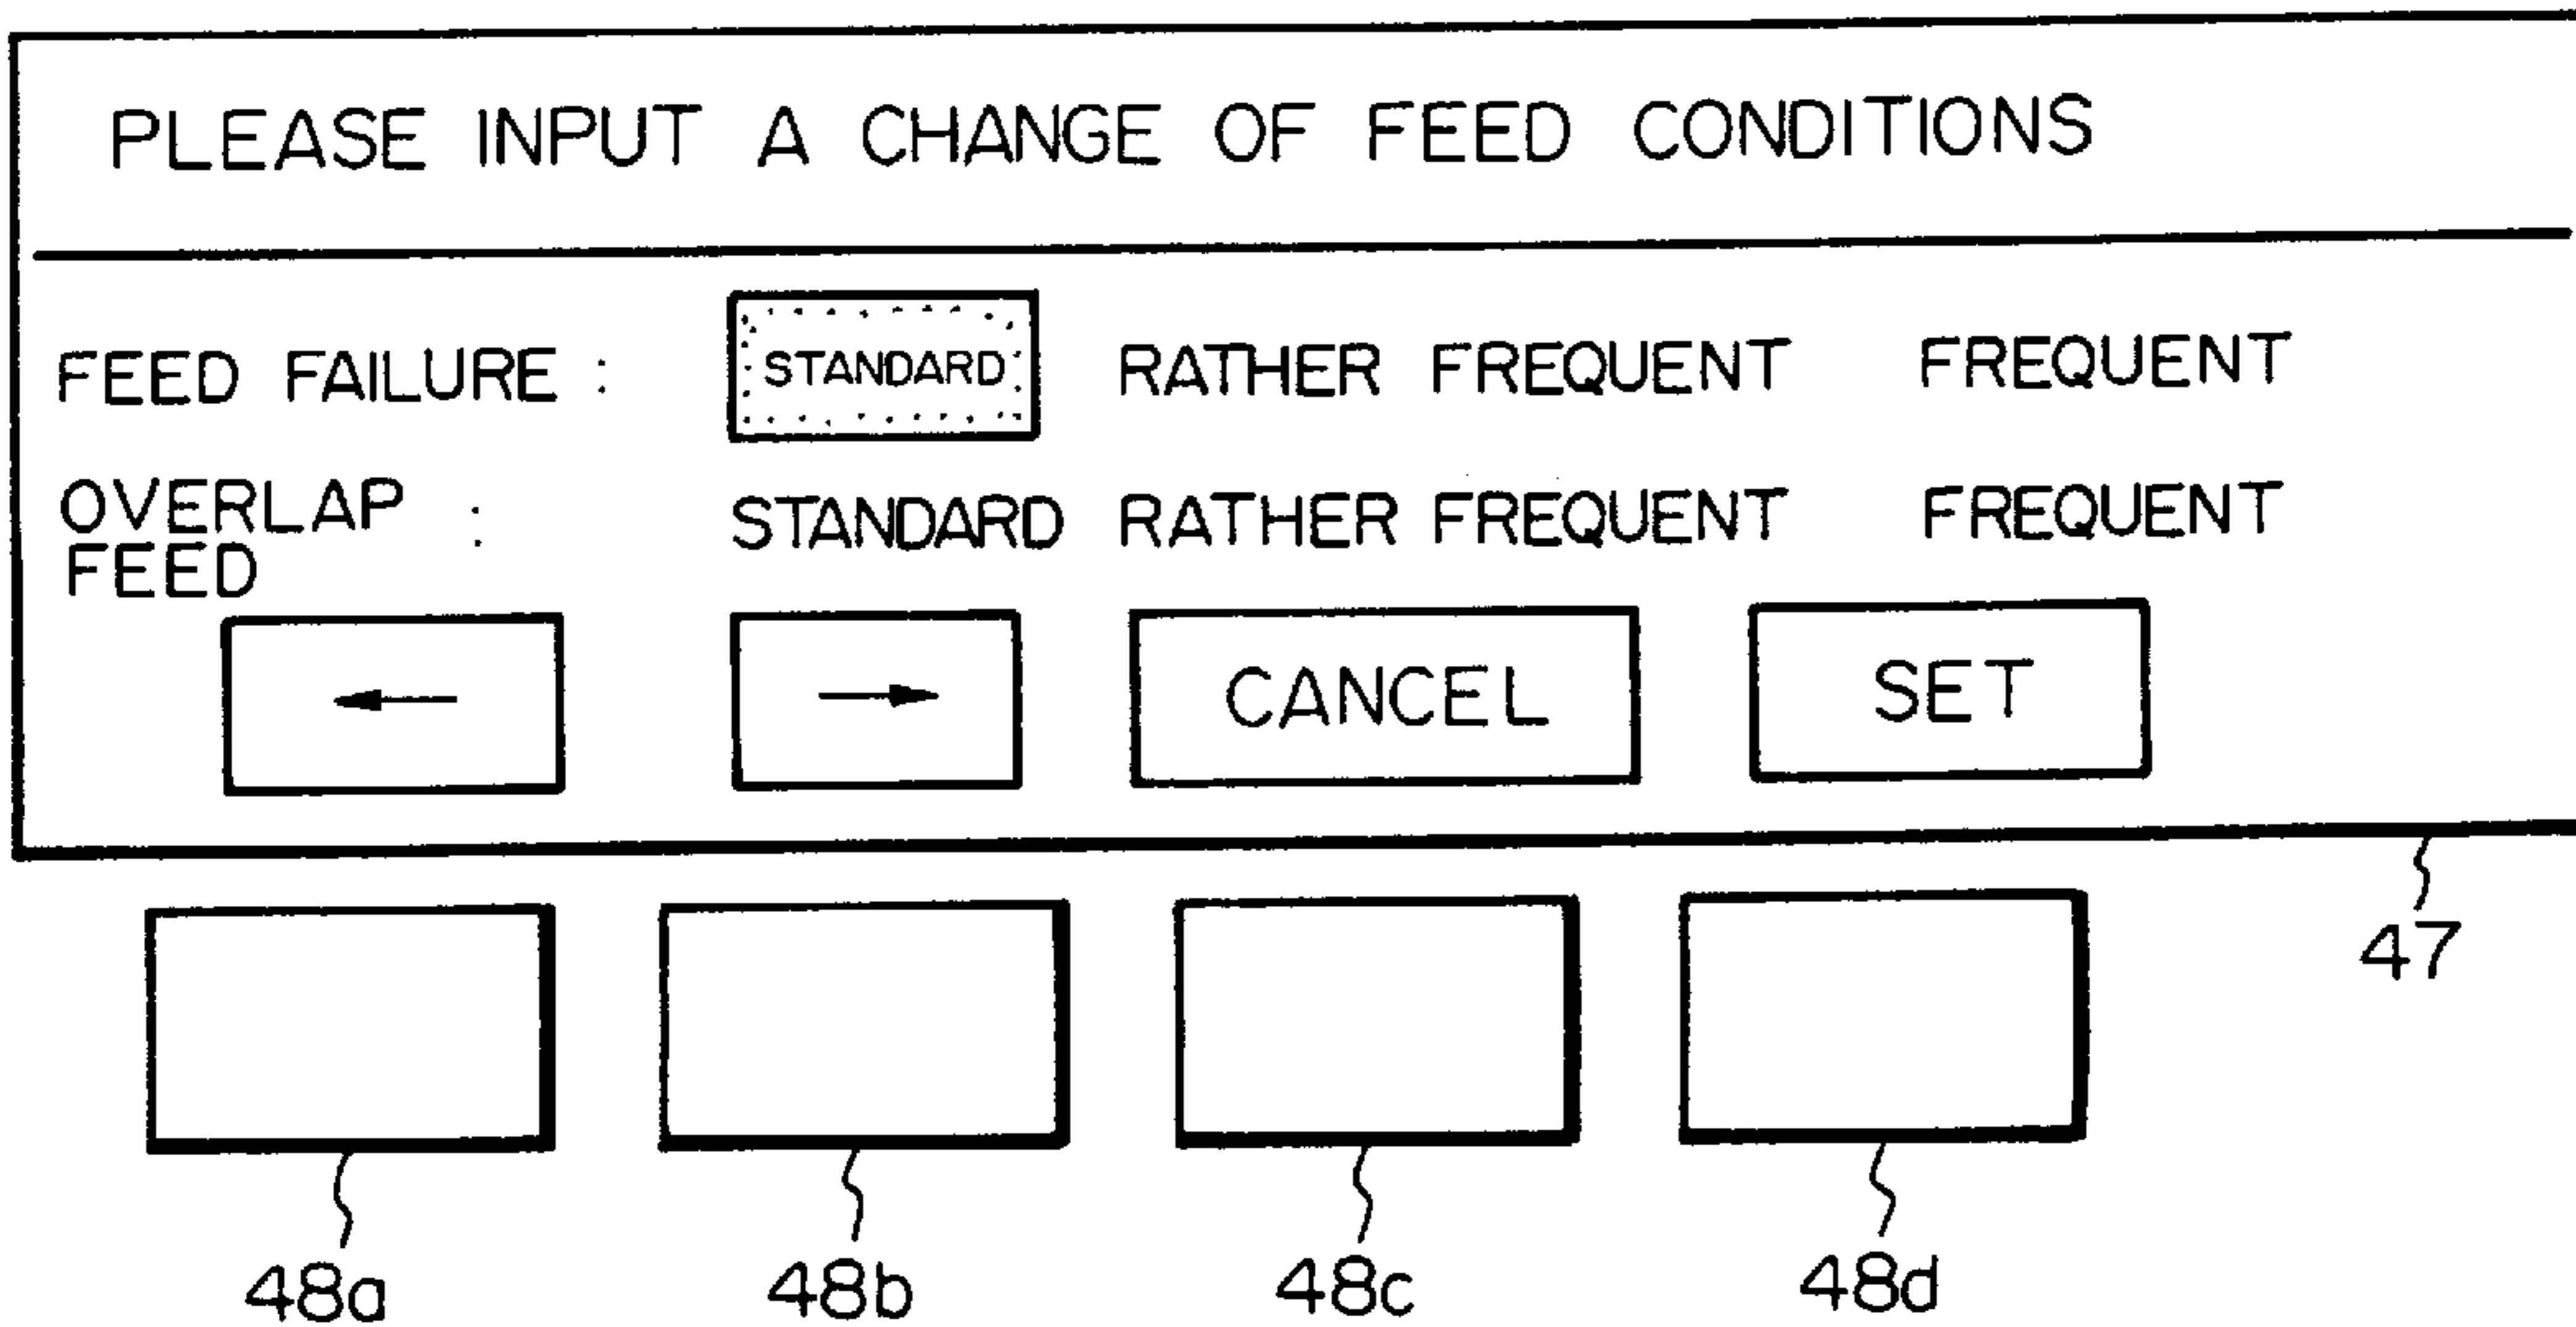 PLEASE INPUT A CHANGE OF FEED CONDITIONS
FEED FAILURE : STANDARD RATHER FREQUENT FREQUENT
OVERLAP FEED : STANDARD RATHER FREQUENT FREQUENT
← → CANCEL SET
47
48a 48b 48c 48d